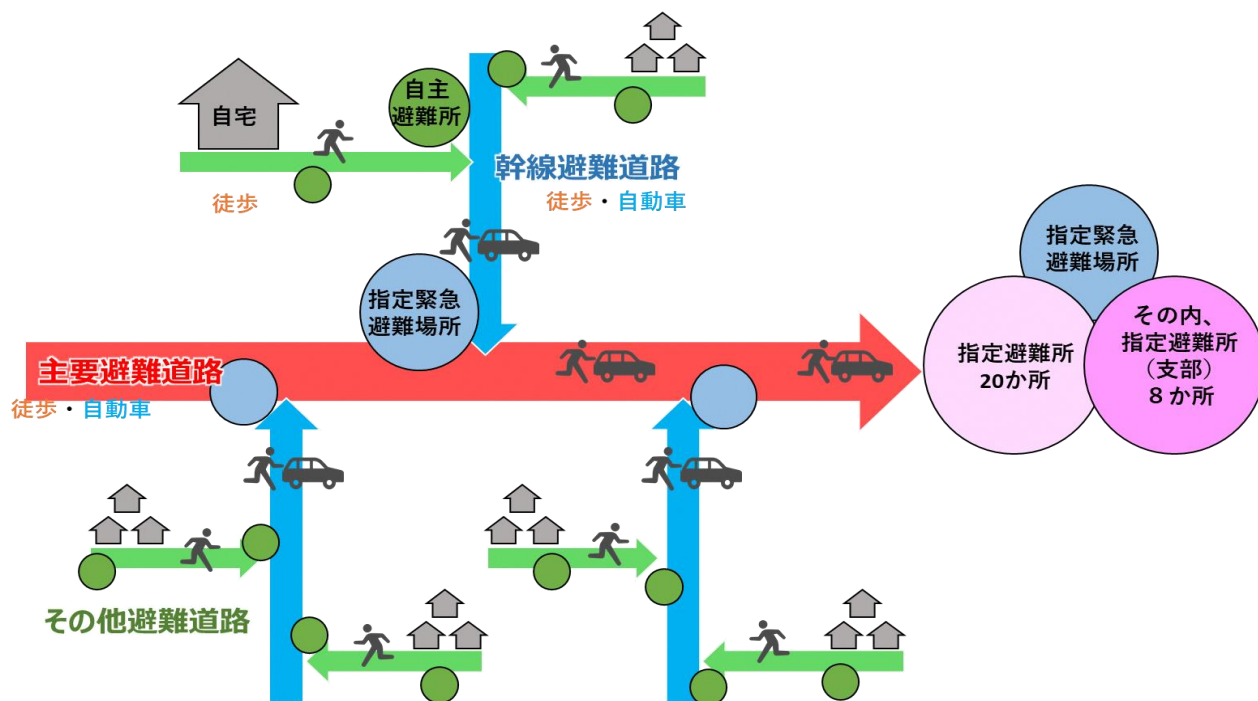 自宅
自主
避難所
徒歩
幹線避難道路
徒歩・自動車
指定緊急
避難場所
主要避難道路
徒歩・自動車
指定緊急
避難場所
指定避難所
20か所
その内、
指定避難所
（支部）
８か所
その他避難道路